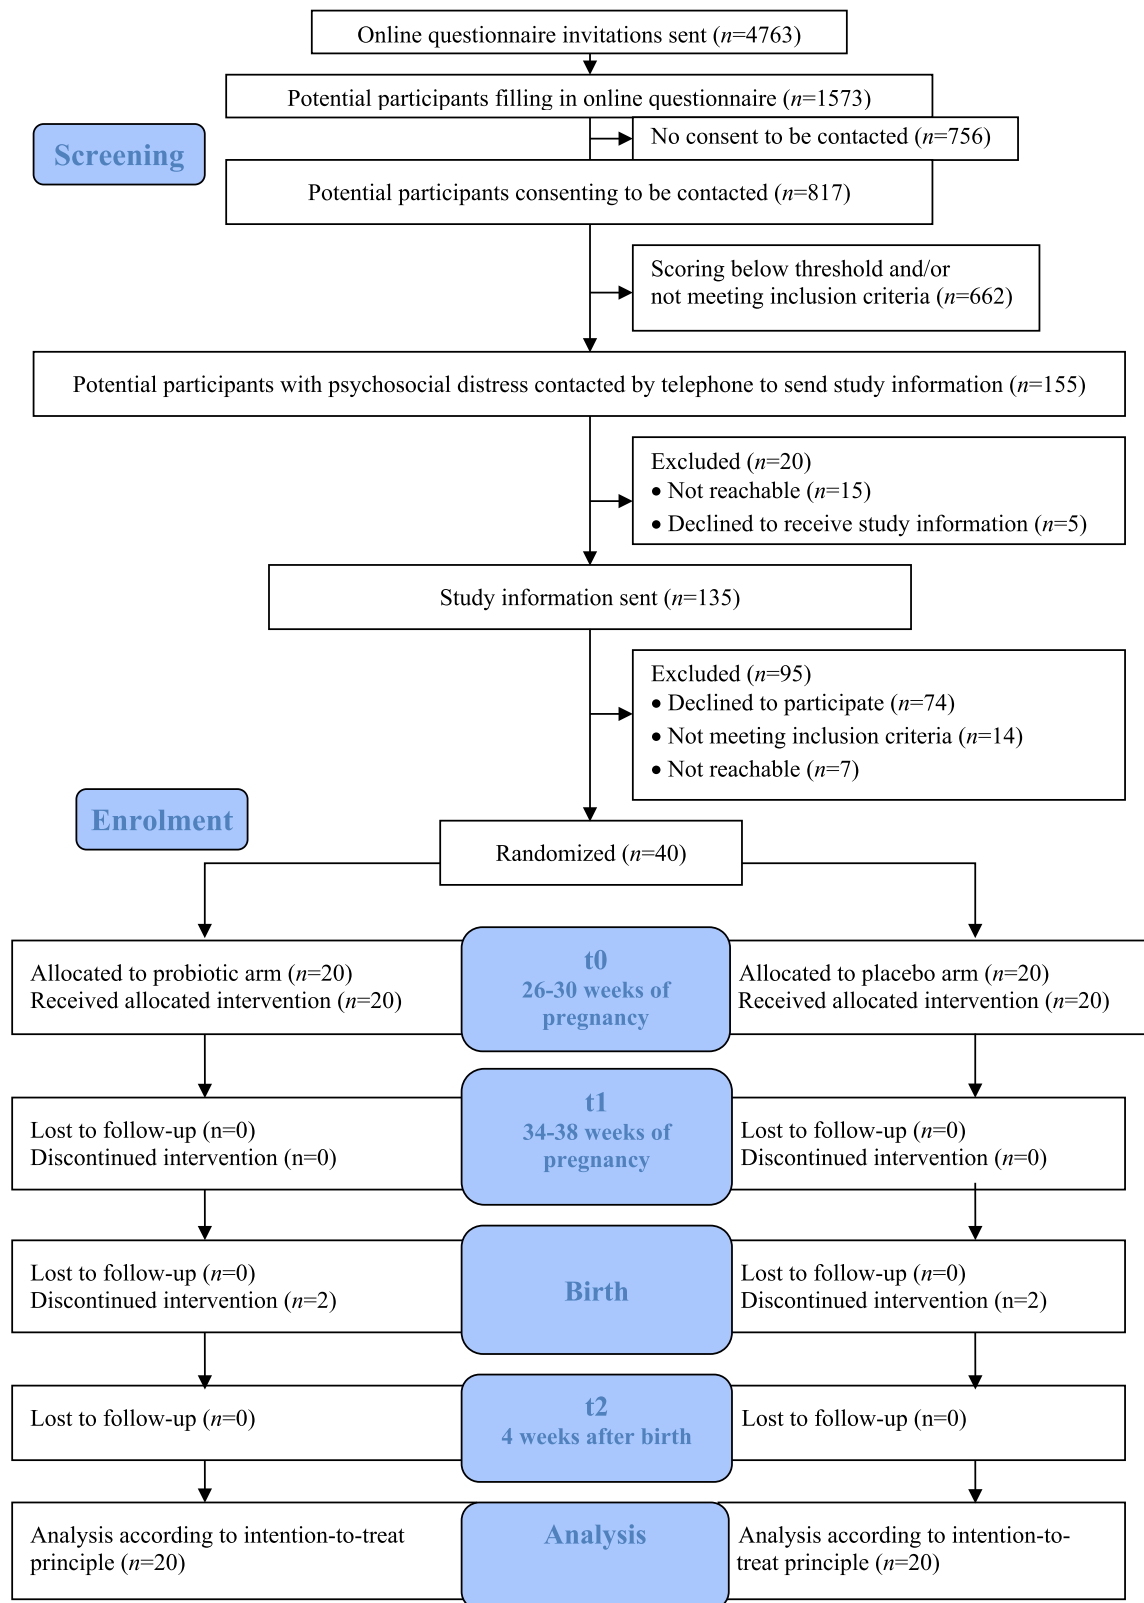 Online questionnaire invitations sent (n=4763)
Potential participants filling in online questionnaire (n=1573)
No consent to be contacted (n=756)
Screening
Potential participants consenting to be contacted (n=817)
Scoring below threshold and/or
not meeting inclusion criteria (n=662)
Potential participants with psychosocial distress contacted by telephone to send study information (n=155)
Excluded (n=20)
• Not reachable (n=15)
• Declined to receive study information (n=5)
Study information sent (n=135)
Excluded (n=95)
• Declined to participate (n=74)
• Not meeting inclusion criteria (n=14)
• Not reachable (n=7)
Enrolment
Randomized (n=40)
Allocated to probiotic arm (n=20)
Received allocated intervention (n=20)
t0
26-30 weeks of
pregnancy
Allocated to placebo arm (n=20)
Received allocated intervention (n=20)
Lost to follow-up (n=0)
Discontinued intervention (n=0)
t1
34-38 weeks of
pregnancy
Lost to follow-up (n=0)
Discontinued intervention (n=0)
Lost to follow-up (n=0)
Discontinued intervention (n=2)
Birth
Lost to follow-up (n=0)
Discontinued intervention (n=2)
Lost to follow-up (n=0)
t2
4 weeks after birth
Lost to follow-up (n=0)
Analysis according to intention-to-treat
principle (n=20)
Analysis
Analysis according to intention-to-
treat principle (n=20)